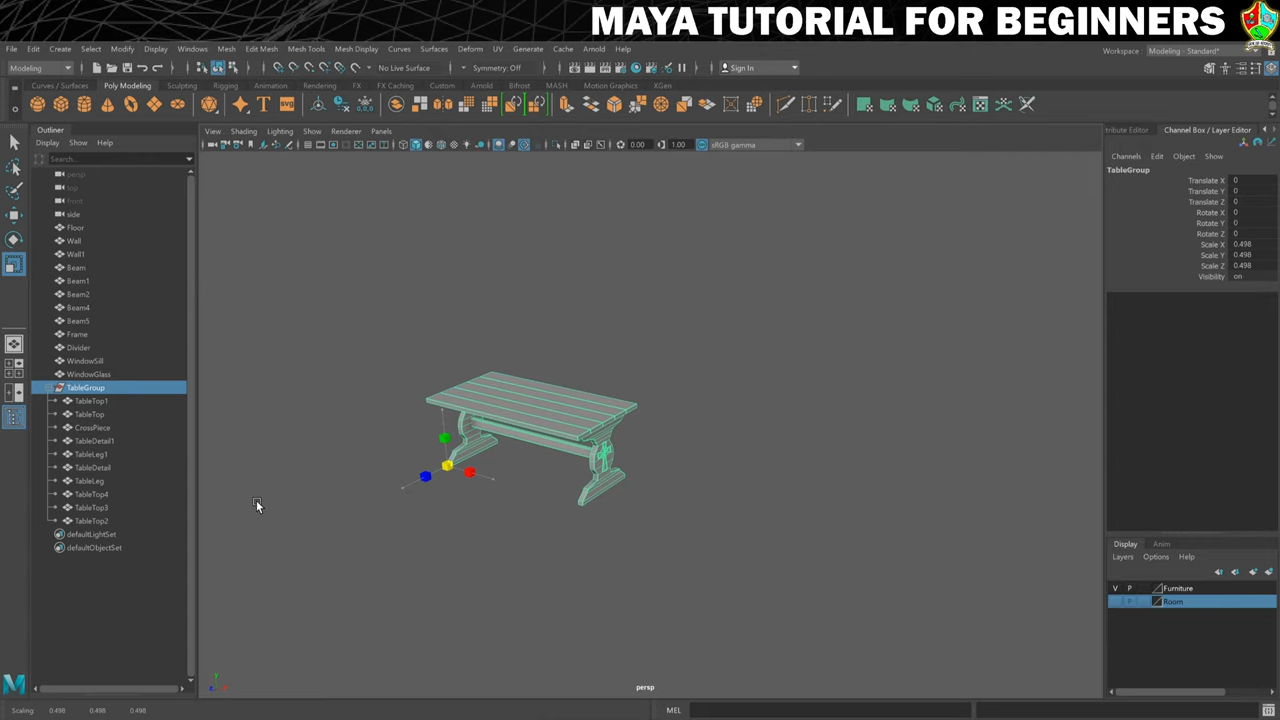 MAYA TUTORIAL FOR BEGINNERS
File Edit Create Select Modify Display Windows Mesh Edit Mesh Mesh Tools Mesh Display Curves Surfaces Deform UV Generate Cache Arnold Help
Workspace : Modeling - Standard*
Modeling No Live Surface Symmetry: Off Sign In
Curves / Surfaces Poly Modeling Sculpting Rigging Animation Rendering FX FX Caching Custom Arnold Bifrost MASH Motion Graphics XGen
Outliner
Display Show Help
Search...
persp
top
front
side
Floor
Wall
Wall1
Beam
Beam1
Beam2
Beam4
Beam5
Frame
Divider
WindowSill
WindowGlass
TableGroup
TableTop1
TableTop
CrossPiece
TableDetail1
TableLeg1
TableDetail
TableLeg
TableTop4
TableTop3
TableTop2
defaultLightSet
defaultObjectSet
View Shading Lighting Show Renderer Panels
0.00 1.00 sRGB gamma
persp
tribute Editor Channel Box / Layer Editor
Channels Edit Object Show
TableGroup
Translate X 0
Translate Y 0
Translate Z 0
Rotate X 0
Rotate Y 0
Rotate Z 0
Scale X 0.498
Scale Y 0.498
Scale Z 0.498
Visibility on
Display Anim
Layers Options Help
V P Furniture
P Room
Scaling: 0.498 0.498 0.498
MEL